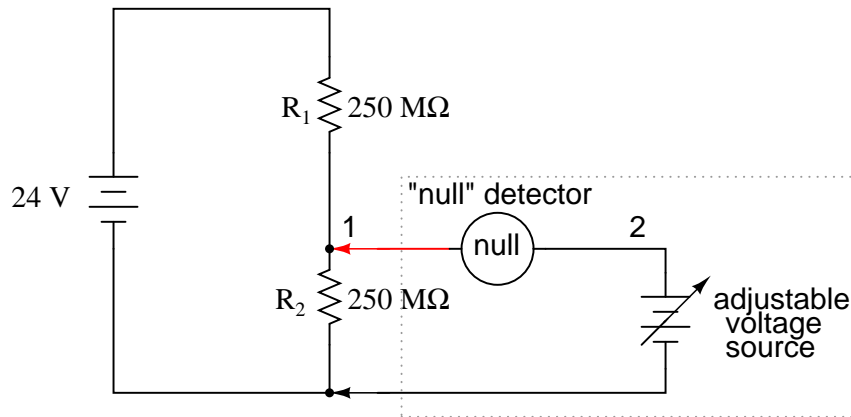 R₁ 250 MΩ
24 V
"null" detector
1
null
2
R₂ 250 MΩ
adjustable
voltage
source